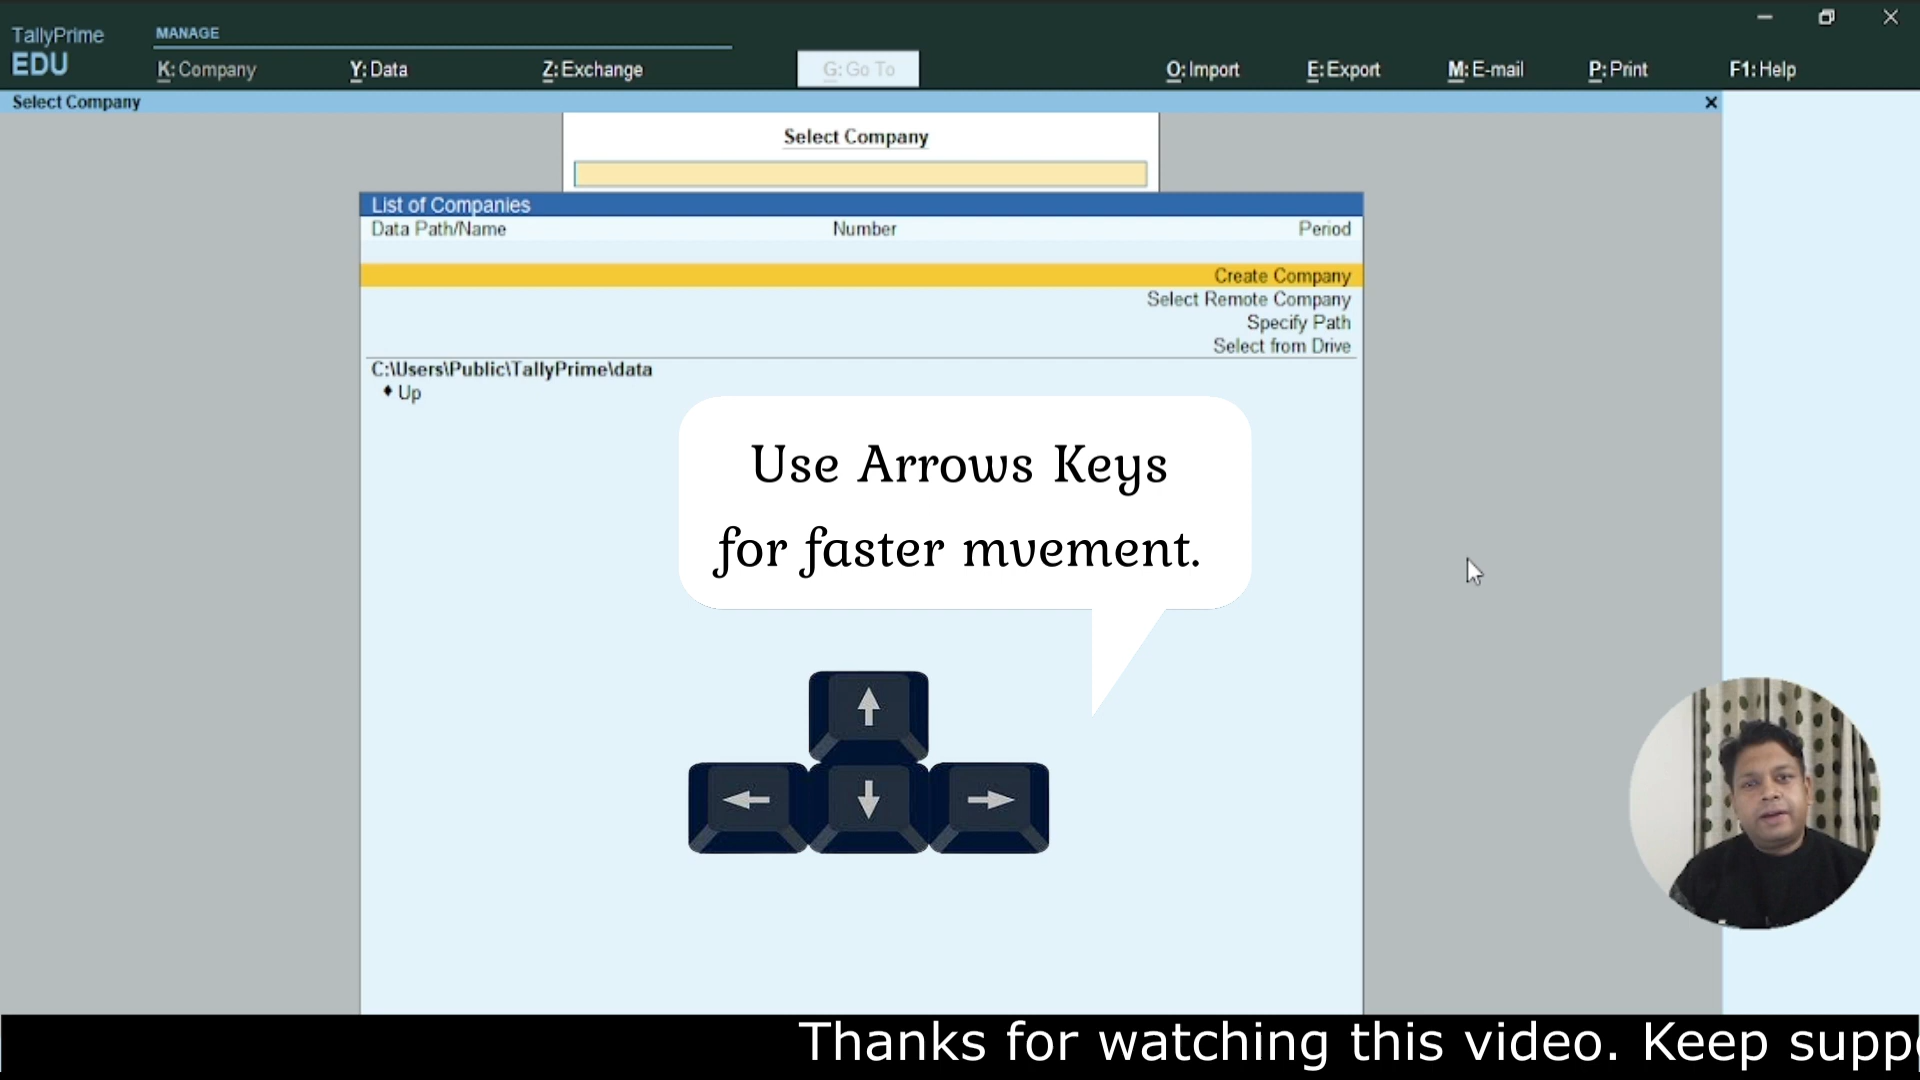 TallyPrime
EDU
MANAGE
K: Company
Y: Data
Z: Exchange
G: Go To
O: Import
E: Export
M: E-mail
P: Print
F1: Help
Select Company
Select Company
List of Companies
Data Path/Name Number Period
Create Company
Select Remote Company
Specify Path
Select from Drive
C:\Users\Public\TallyPrime\data
♦ Up
Use Arrows Keys
for faster mvement.
Thanks for watching this video. Keep supp